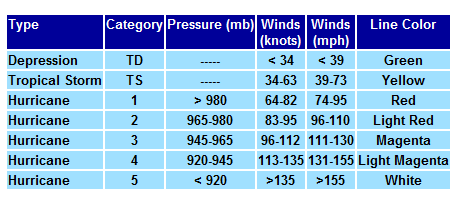 Type Category Pressure (mb) Winds (knots) Winds (mph) Line Color
Depression TD ----- < 34 < 39 Green
Tropical Storm TS ----- 34-63 39-73 Yellow
Hurricane 1 > 980 64-82 74-95 Red
Hurricane 2 965-980 83-95 96-110 Light Red
Hurricane 3 945-965 96-112 111-130 Magenta
Hurricane 4 920-945 113-135 131-155 Light Magenta
Hurricane 5 < 920 >135 >155 White